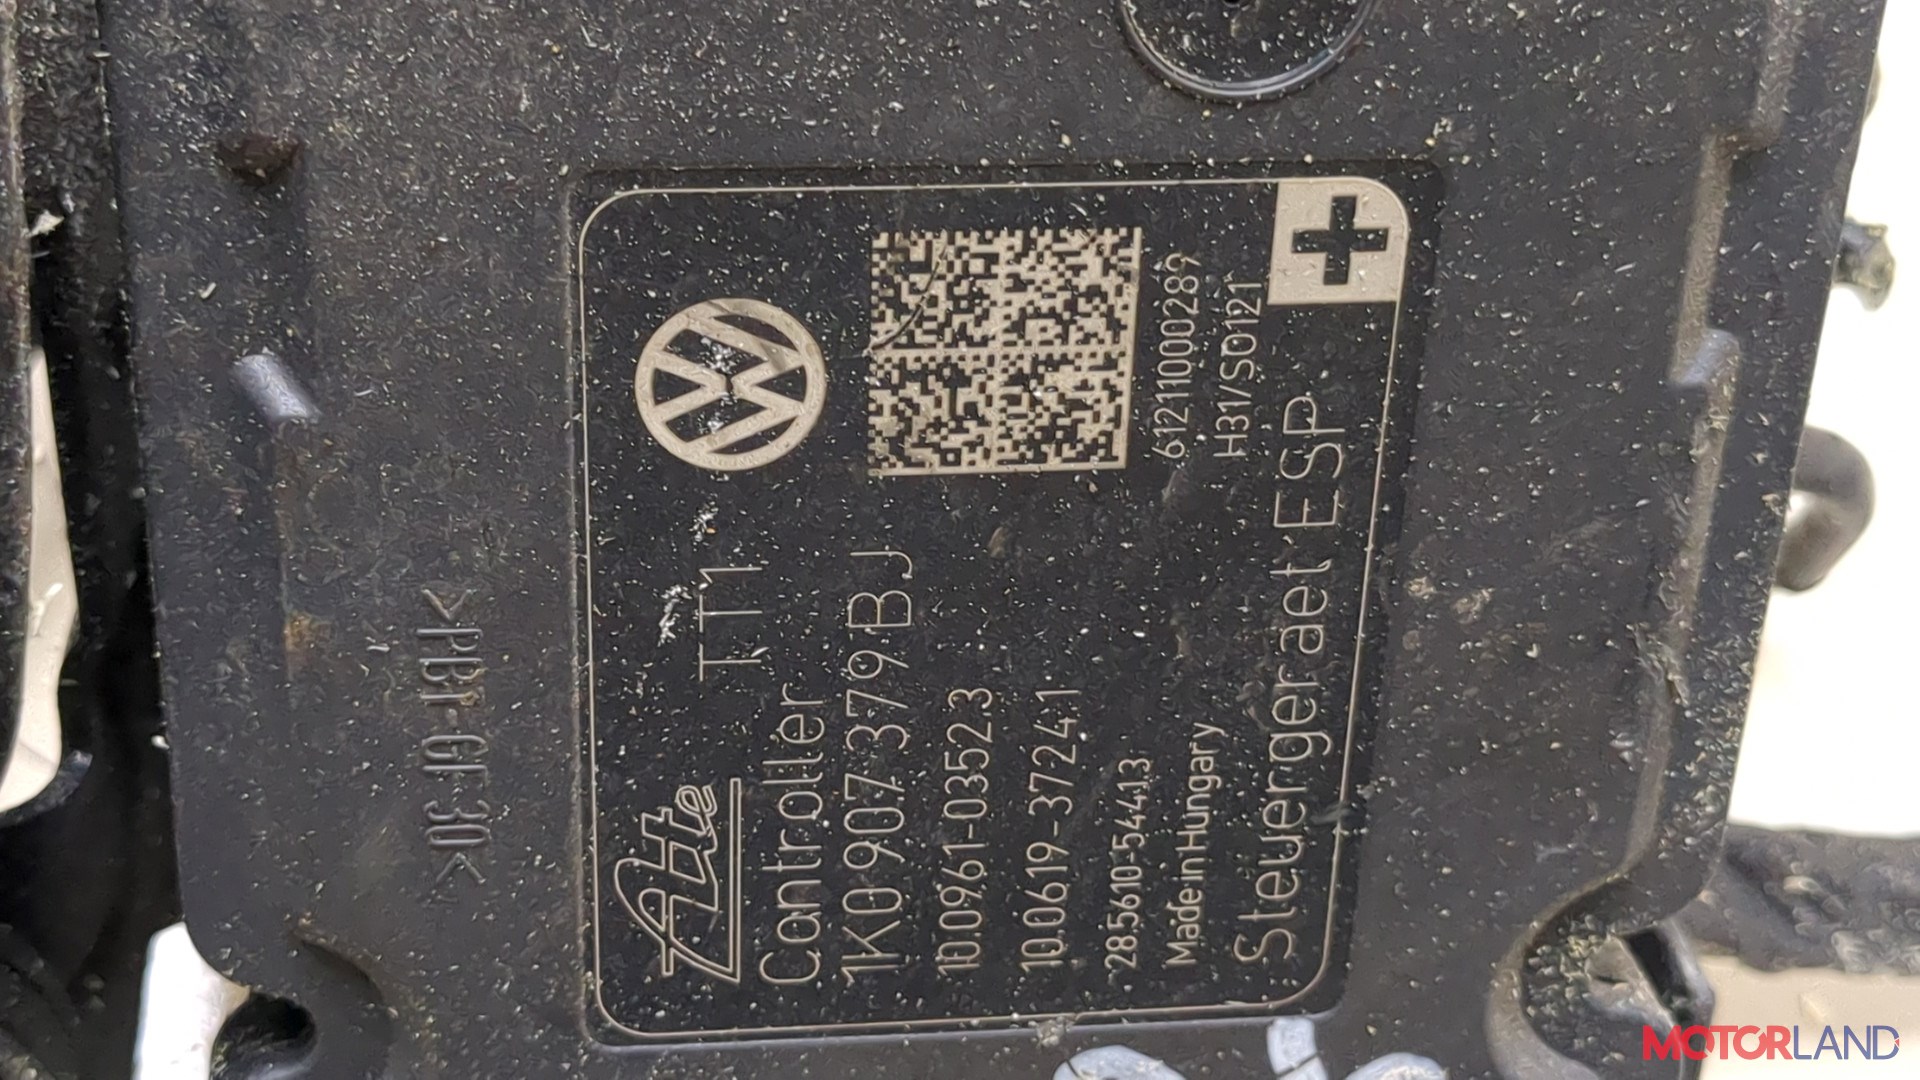 >PBT-GF30<
Ate TT1
Controller
1K0 907 379 BJ
10.0961-0352.3
10.0619-3724.1
28.5610-5441.3
Made in Hungary
Steuergeraet ESP
61211000289
H31/S0121
MOTORLAND